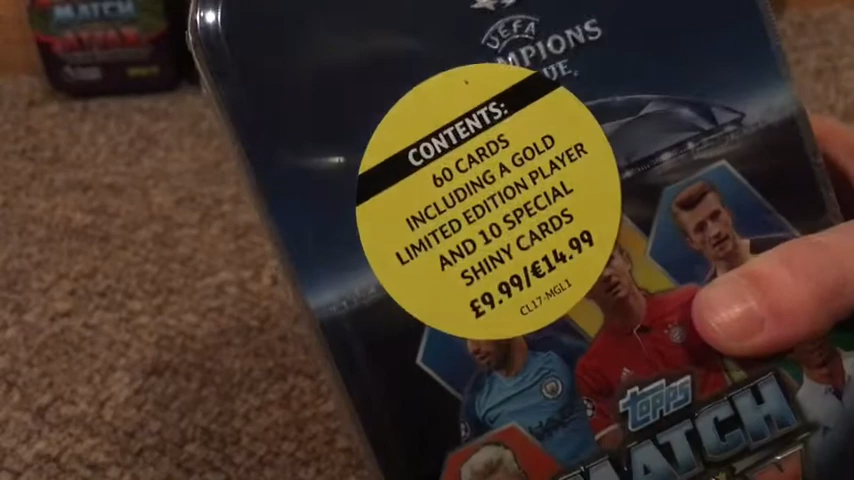 MATCH
UEFA
CHAMPIONS
CONTENTS:
60 CARDS
INCLUDING A GOLD
LIMITED EDITION PLAYER
AND 10 SPECIAL
SHINY CARDS
£9.99/€14.99
CL17-MGL1
TOPPS
MATCH